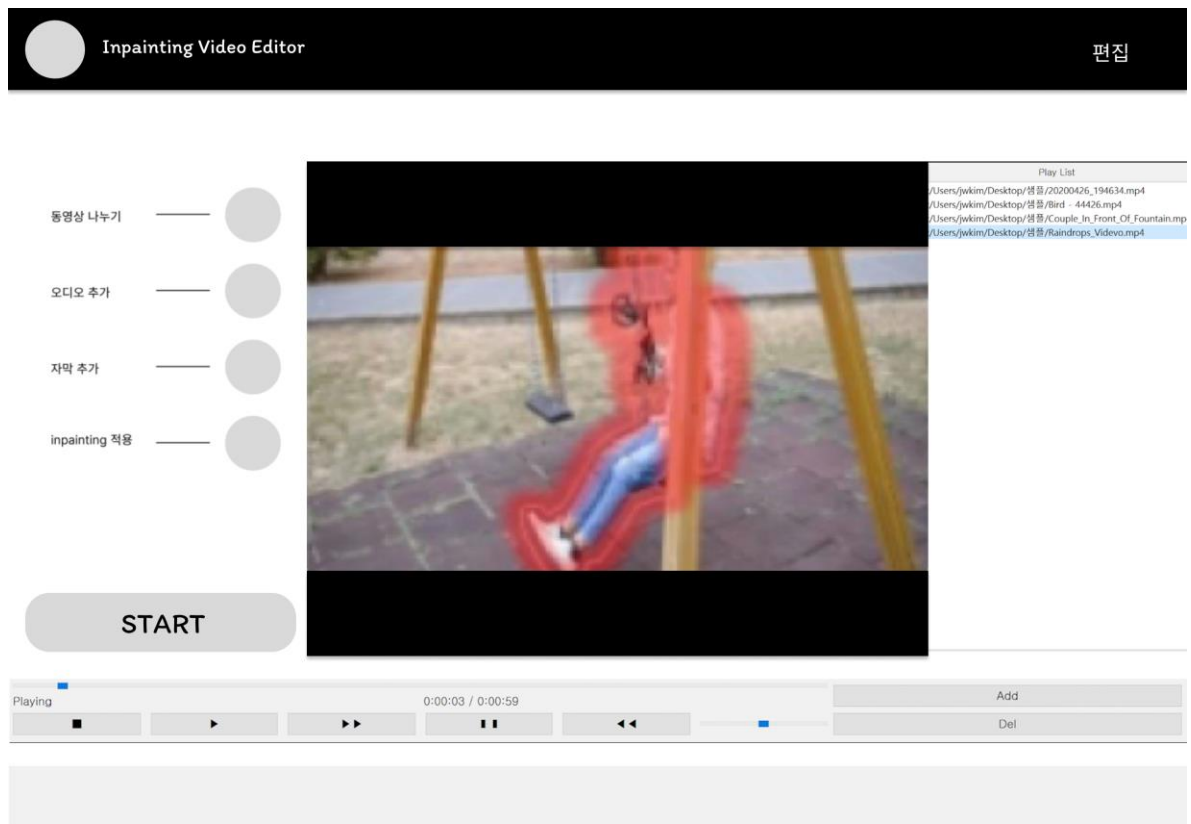 Inpainting Video Editor
편집
동영상 나누기
오디오 추가
자막 추가
inpainting 적용
START
Play List
/Users/jwkim/Desktop/샘플/20200426_194634.mp4
/Users/jwkim/Desktop/샘플/Bird - 44426.mp4
/Users/jwkim/Desktop/샘플/Couple_In_Front_Of_Fountain.mp
/Users/jwkim/Desktop/샘플/Raindrops_Videvo.mp4
Playing
0:00:03 / 0:00:59
Add
Del